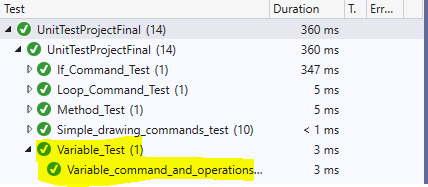 Test Duration T. Err...
UnitTestProjectFinal (14) 360 ms
UnitTestProjectFinal (14) 360 ms
If_Command_Test (1) 347 ms
Loop_Command_Test (1) 5 ms
Method_Test (1) 5 ms
Simple_drawing_commands_test (10) < 1 ms
Variable_Test (1) 3 ms
Variable_command_and_operations... 3 ms